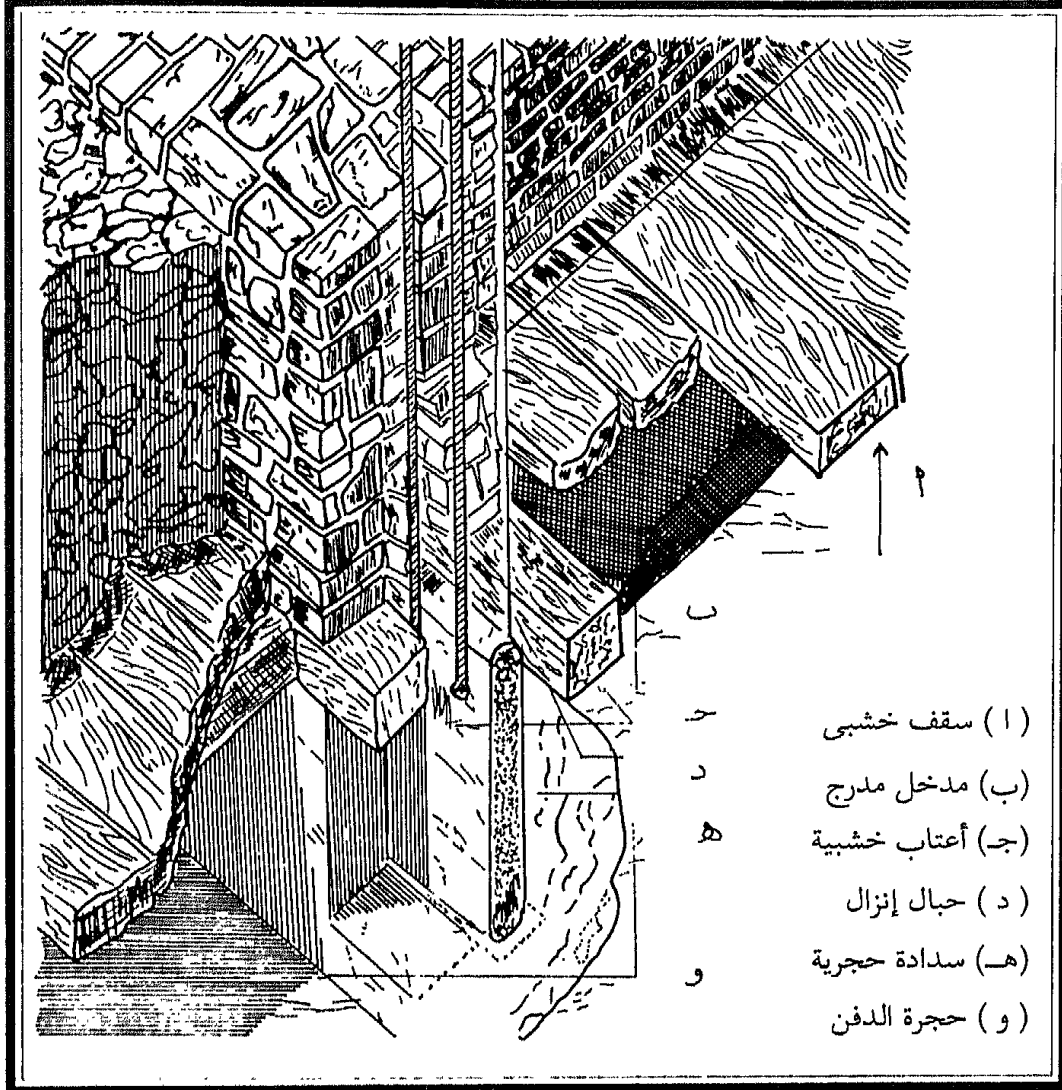 أ
ب
حـ
د
هـ
و
( ا ) سقف خشبى
(ب) مدخل مدرج
(جـ) أعتاب خشبية
( د ) حبال إنزال
(هـ) سدادة حجرية
( و ) حجرة الدفن